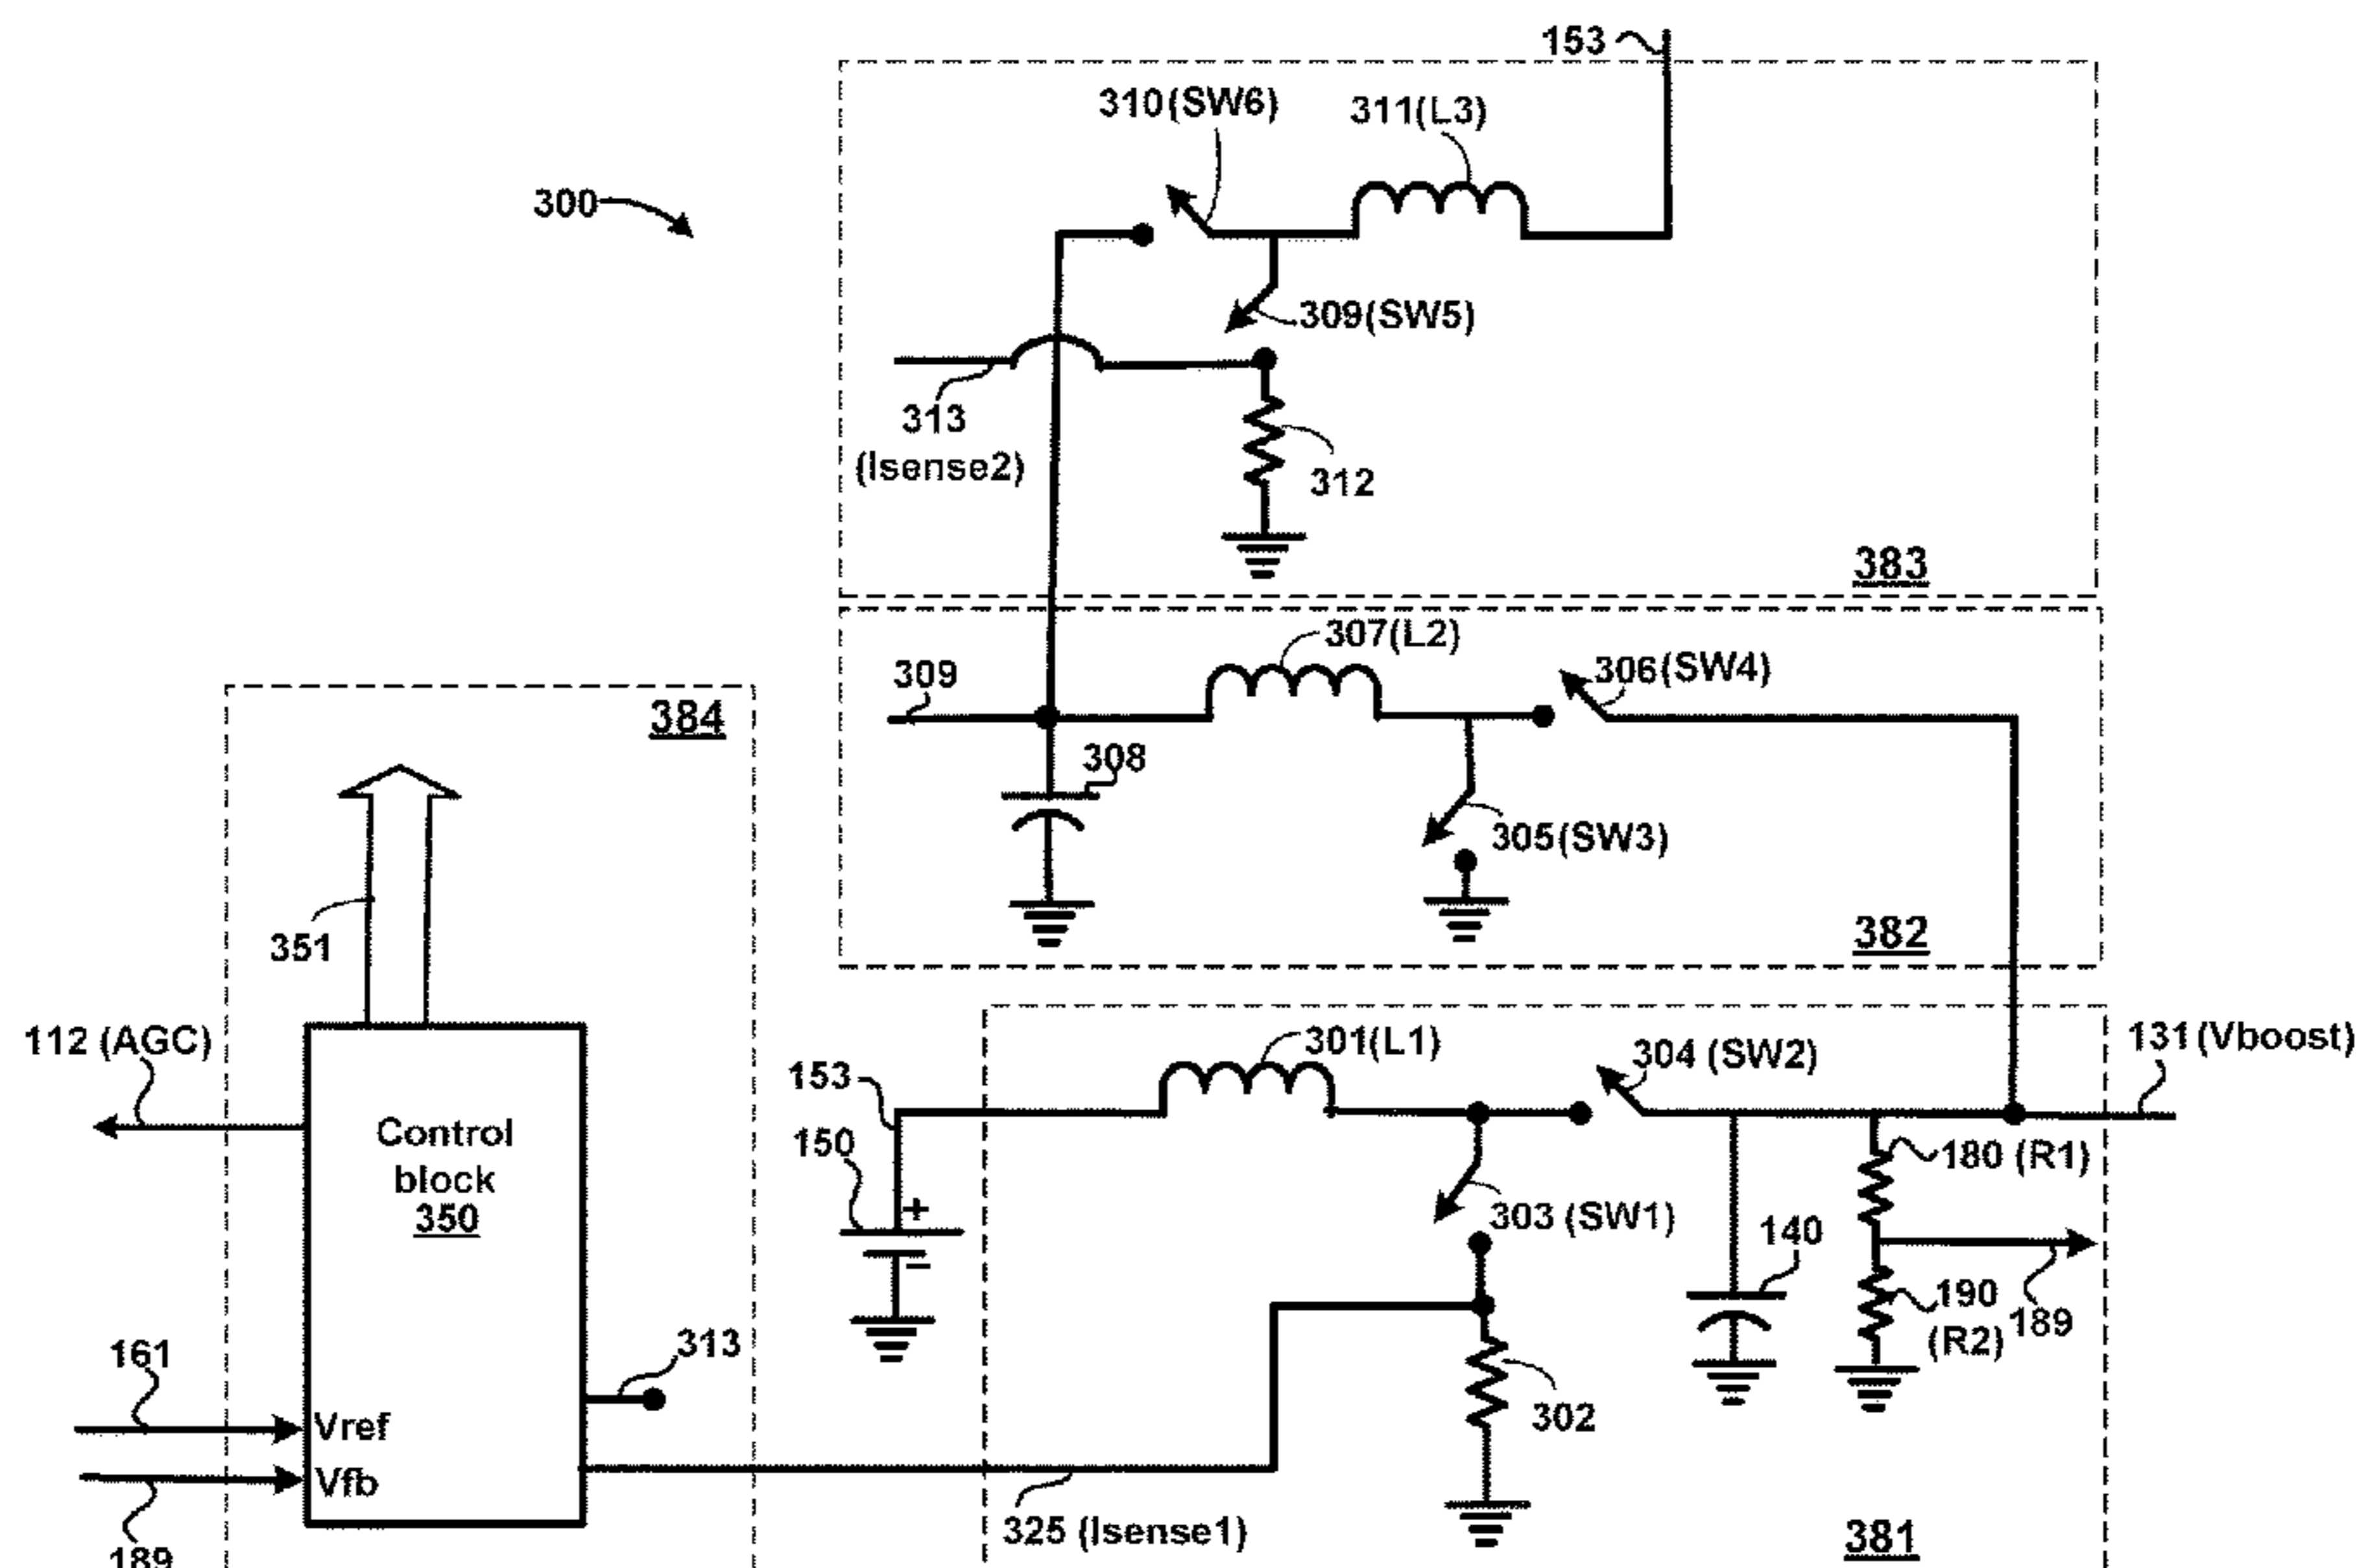 153
310(SW6)
311(L3)
300
309(SW5)
313
(Isense2)
312
383
307(L2)
309
306(SW4)
384
308
305(SW3)
351
382
112 (AGC)
301(L1)
304 (SW2)
131(Vboost)
153
Control
block
350
150
+
180 (R1)
303 (SW1)
140
–
190
(R2)
189
161
313
302
Vref
Vfb
325 (Isense1)
381
189